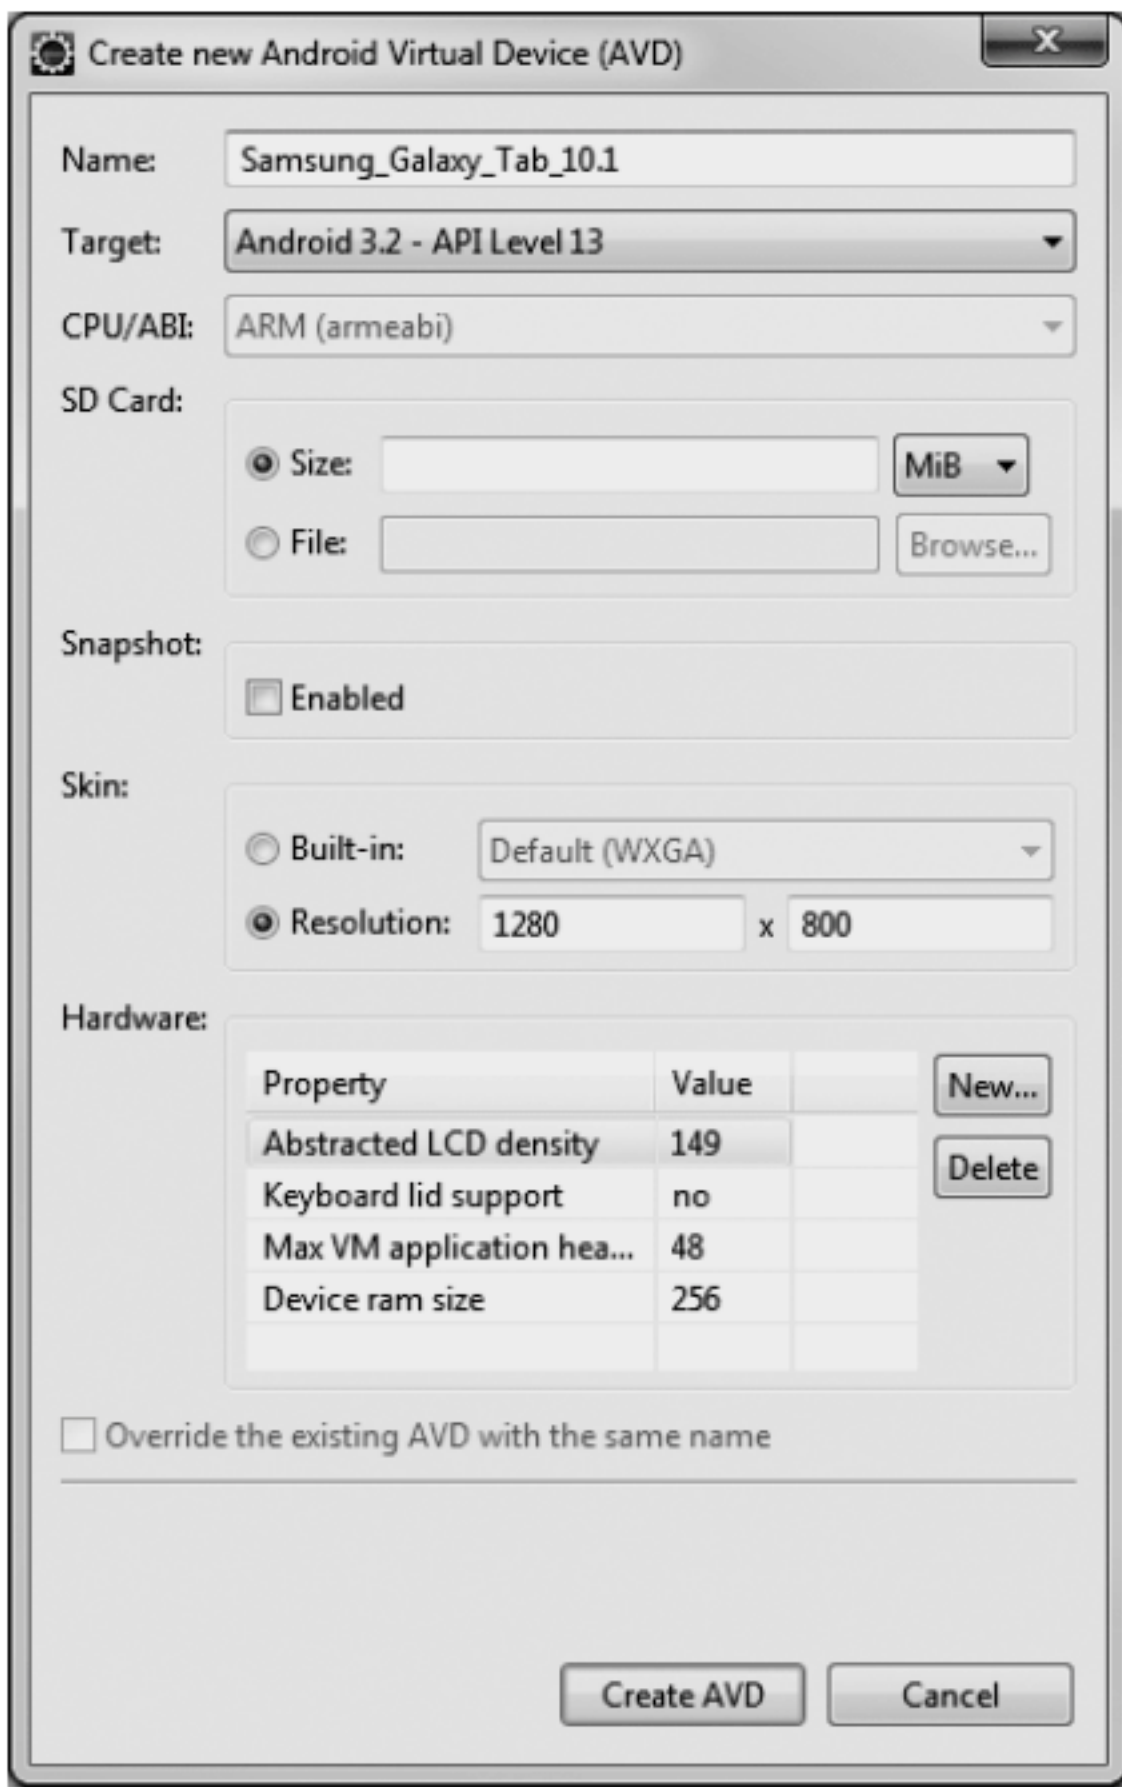 Create new Android Virtual Device (AVD)
Name: Samsung_Galaxy_Tab_10.1
Target: Android 3.2 - API Level 13
CPU/ABI: ARM (armeabi)
SD Card:
Size: MiB
File: Browse...
Snapshot:
Enabled
Skin:
Built-in: Default (WXGA)
Resolution: 1280 x 800
Hardware:
Property Value New...
Abstracted LCD density 149
Delete
Keyboard lid support no
Max VM application hea... 48
Device ram size 256
Override the existing AVD with the same name
Create AVD Cancel